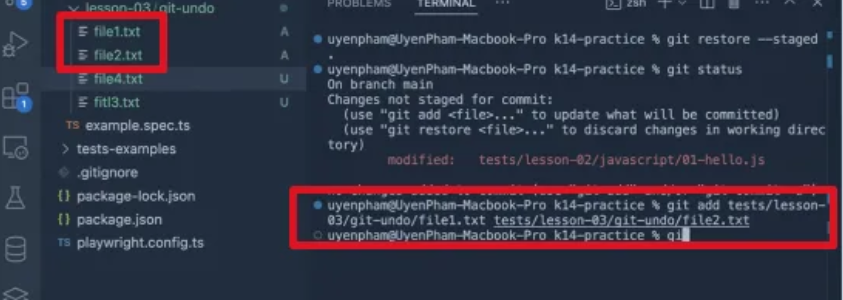 lesson-03/git-undo
file1.txt A
file2.txt A
file4.txt U
fitl3.txt U
TS example.spec.ts
tests-examples
.gitignore
{} package-lock.json
{} package.json
TS playwright.config.ts
1
PROBLEMS TERMINAL ... zsh
uyenpham@UyenPham-Macbook-Pro k14-practice % git restore --staged
.
uyenpham@UyenPham-Macbook-Pro k14-practice % git status
On branch main
Changes not staged for commit:
(use "git add <file>..." to update what will be committed)
(use "git restore <file>..." to discard changes in working direc
tory)
modified: tests/lesson-02/javascript/01-hello.js
uyenpham@UyenPham-Macbook-Pro k14-practice % git add tests/lesson-
03/git-undo/file1.txt tests/lesson-03/git-undo/file2.txt
uyenpham@UyenPham-Macbook-Pro k14-practice % gi